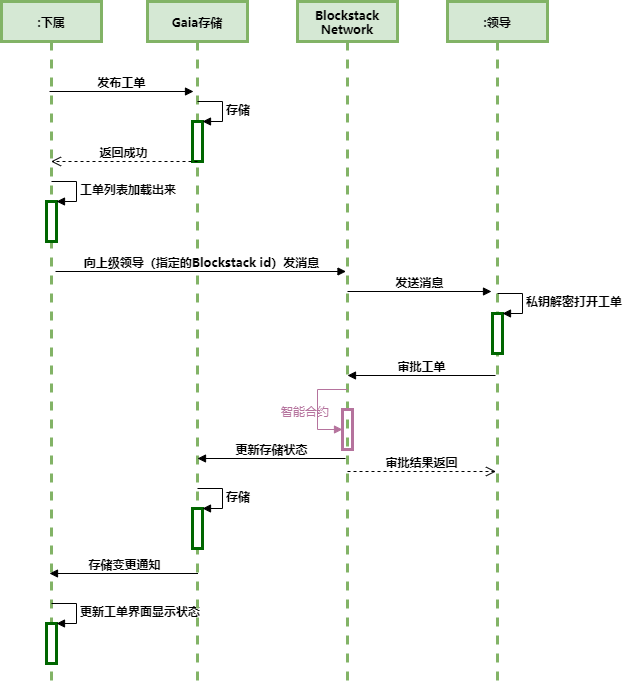 :下属
Gaia存储
Blockstack
Network
:领导
发布工单
存储
返回成功
工单列表加载出来
向上级领导（指定的Blockstack id）发消息
发送消息
私钥解密打开工单
审批工单
智能合约
更新存储状态
审批结果返回
存储
存储变更通知
更新工单界面显示状态